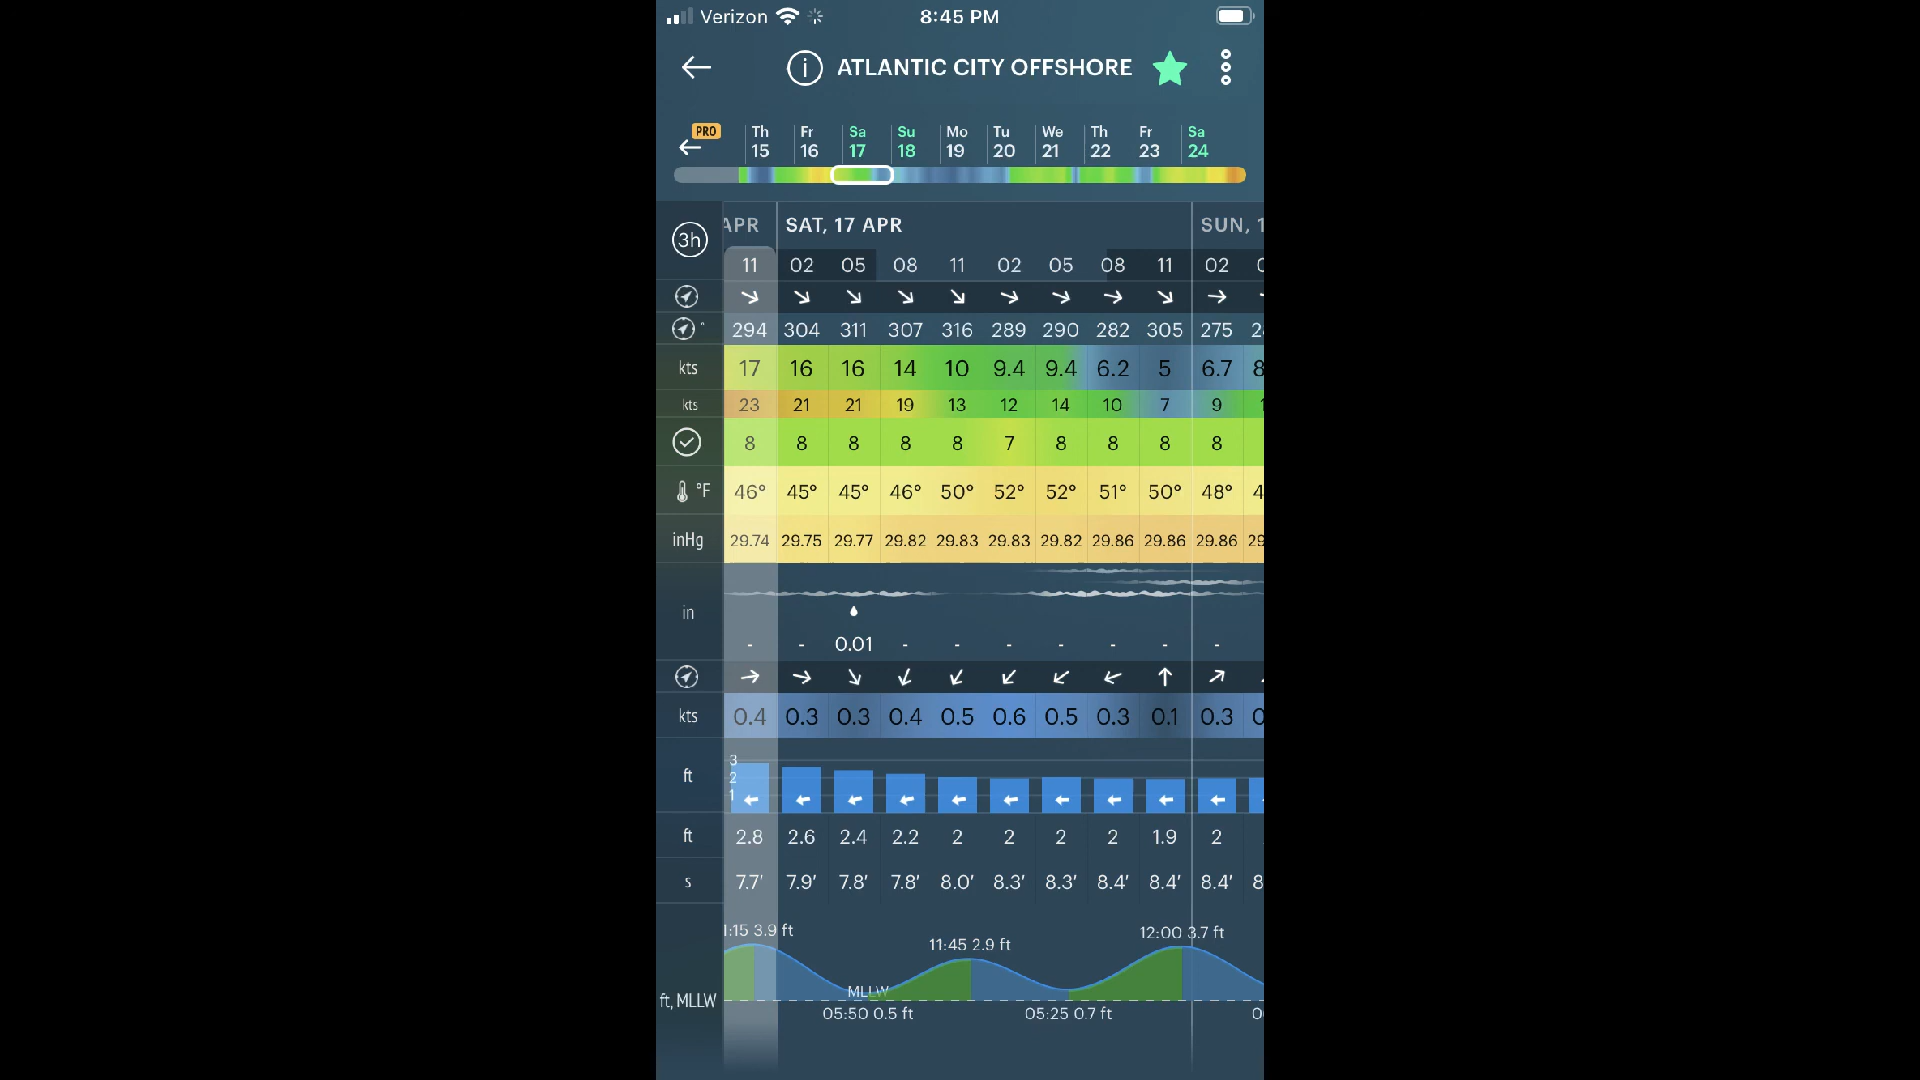 Verizon 8:45 PM
ATLANTIC CITY OFFSHORE
PRO
Th Fr Sa Su Mo Tu We Th Fr Sa
15 16 17 18 19 20 21 22 23 24
3h APR SAT, 17 APR SUN, 1
11 02 05 08 11 02 05 08 11 02
° 294 304 311 307 316 289 290 282 305 275 2
kts 17 16 16 14 10 9.4 9.4 6.2 5 6.7 8
kts 23 21 21 19 13 12 14 10 7 9 1
8 8 8 8 8 7 8 8 8 8
°F 46° 45° 45° 46° 50° 52° 52° 51° 50° 48° 4
inHg 29.74 29.75 29.77 29.82 29.83 29.83 29.82 29.86 29.86 29.86 29
in - - 0.01 - - - - - - -
kts 0.4 0.3 0.3 0.4 0.5 0.6 0.5 0.3 0.1 0.3 0
ft 3 2 1
ft 2.8 2.6 2.4 2.2 2 2 2 2 1.9 2
s 7.7' 7.9' 7.8' 7.8' 8.0' 8.3' 8.3' 8.4' 8.4' 8.4' 8
1:15 3.9 ft 11:45 2.9 ft 12:00 3.7 ft
MLLW
ft, MLLW 05:50 0.5 ft 05:25 0.7 ft 0